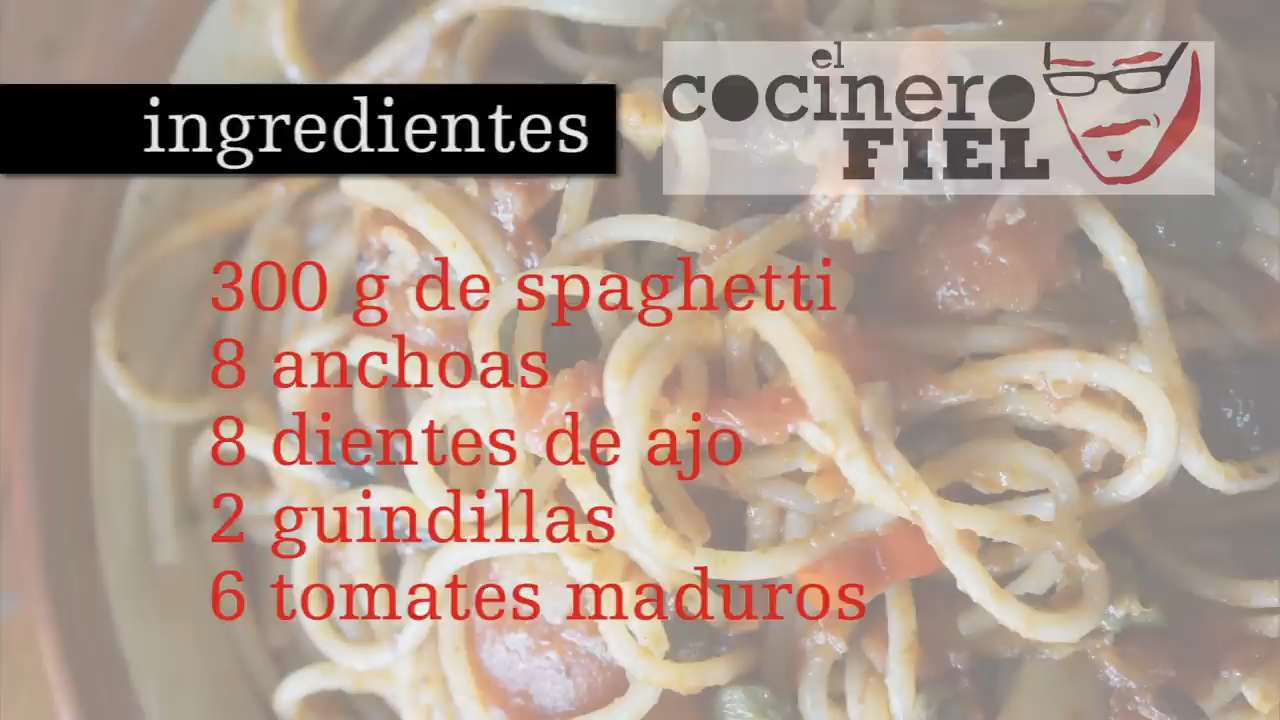 ingredientes
el
cocinero
FIEL
300 g de spaghetti
8 anchoas
8 dientes de ajo
2 guindillas
6 tomates maduros